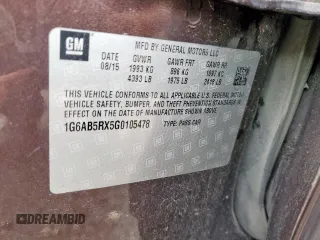 GM
MFD BY GENERAL MOTORS LLC
08/15 GVWR GAWR FRT GAWR RR
1993 KG 896 KG 1097 KG
4393 LB 1975 LB 2419 LB
THIS VEHICLE CONFORMS TO ALL APPLICABLE U.S. FEDERAL MOTOR VEHICLE
SAFETY, BUMPER, AND THEFT PREVENTION STANDARDS IN EFFECT ON THE DATE OF
MANUFACTURE SHOWN ABOVE.
1G6AB5RX5G0105478 TYPE: PASS CAR
DREAMBID